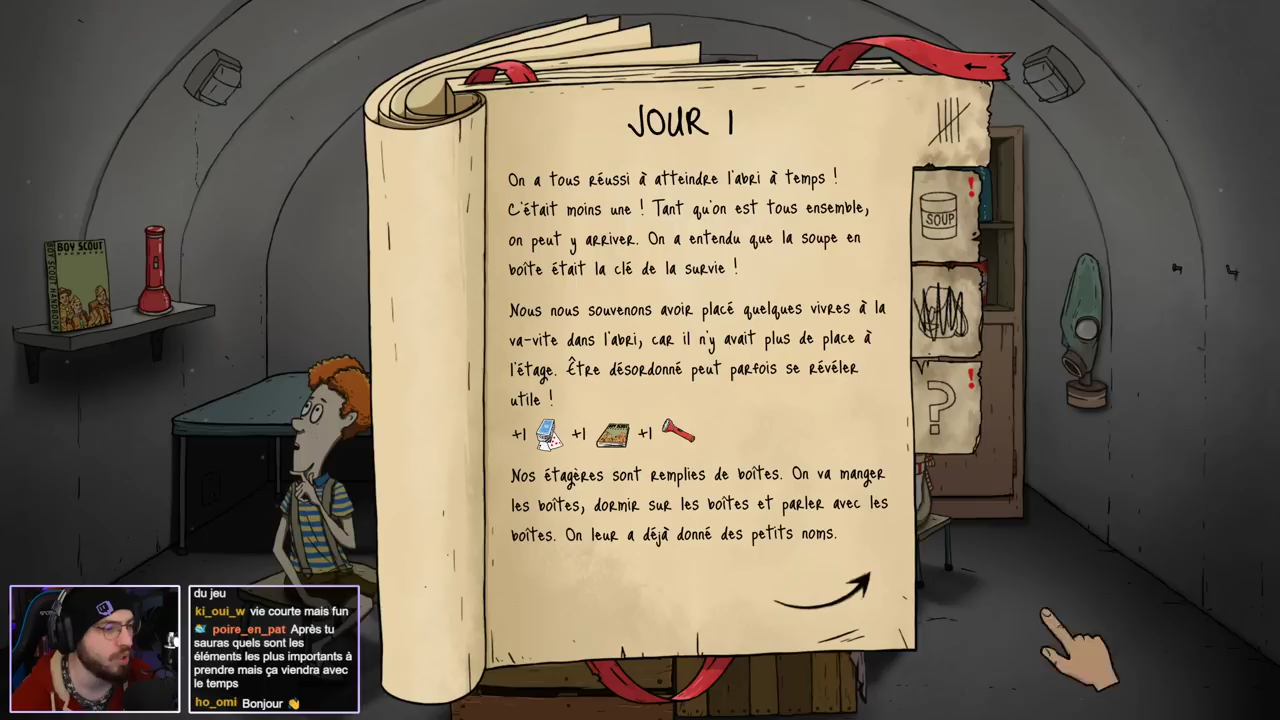 JOUR 1
On a tous réussi à atteindre l'abri à temps !
C'était moins une ! Tant qu'on est tous ensemble,
on peut y arriver. On a entendu que la soupe en
boîte était la clé de la survie !
Nous nous souvenons avoir placé quelques vivres à la
va-vite dans l'abri, car il n'y avait plus de place à
l'étage. Être désordonné peut parfois se révéler
utile !
+1 +1 +1
Nos étagères sont remplies de boîtes. On va manger
les boîtes, dormir sur les boîtes et parler avec les
boîtes. On leur a déjà donné des petits noms.
SOUP
!
?
!
BOY SCOUT
BOY SCOUT HANDBOOK
du jeu
ki_oui_w vie courte mais fun
poire_en_pat Après tu
sauras quels sont les
éléments les plus importants à
prendre mais ça viendra avec
le temps
ho_omi Bonjour 👋